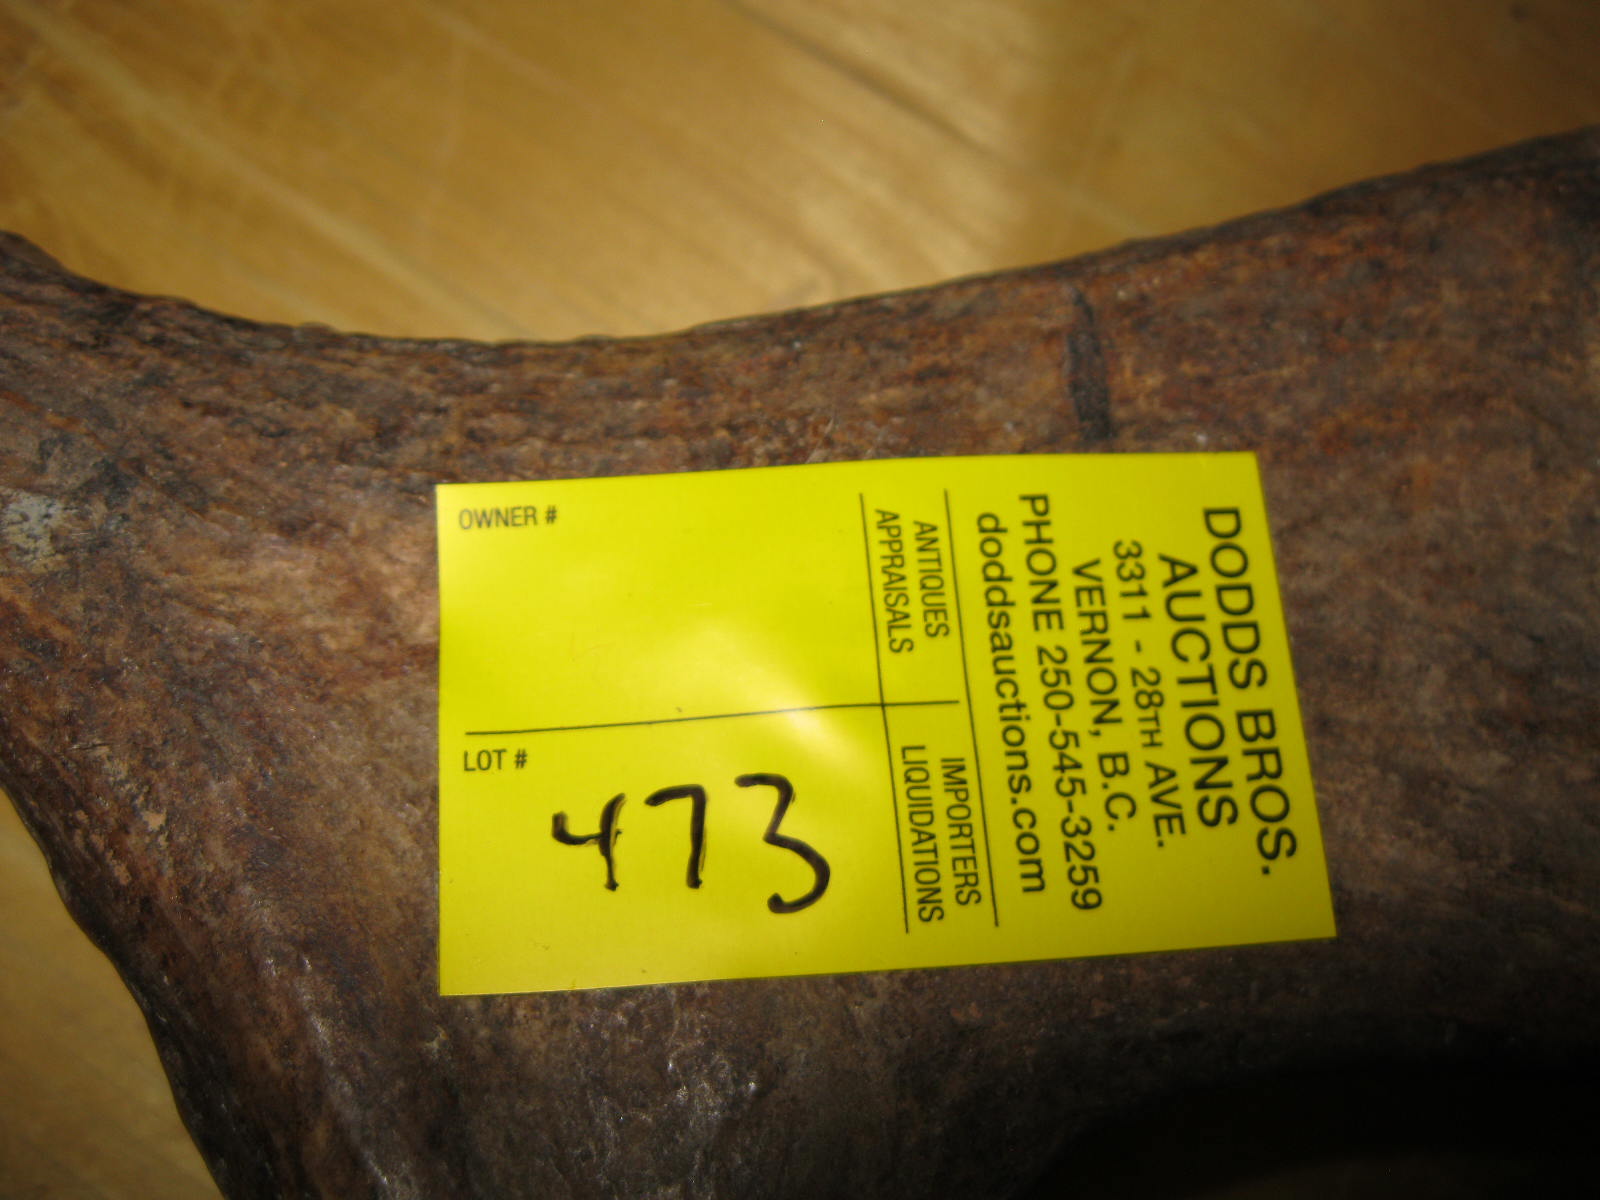 DODDS BROS.
AUCTIONS
3311 - 28TH AVE.
VERNON, B.C.
PHONE 250-545-3259
doddsauctions.com
ANTIQUES
APPRAISALS
IMPORTERS
LIQUIDATIONS
OWNER #
LOT #
473